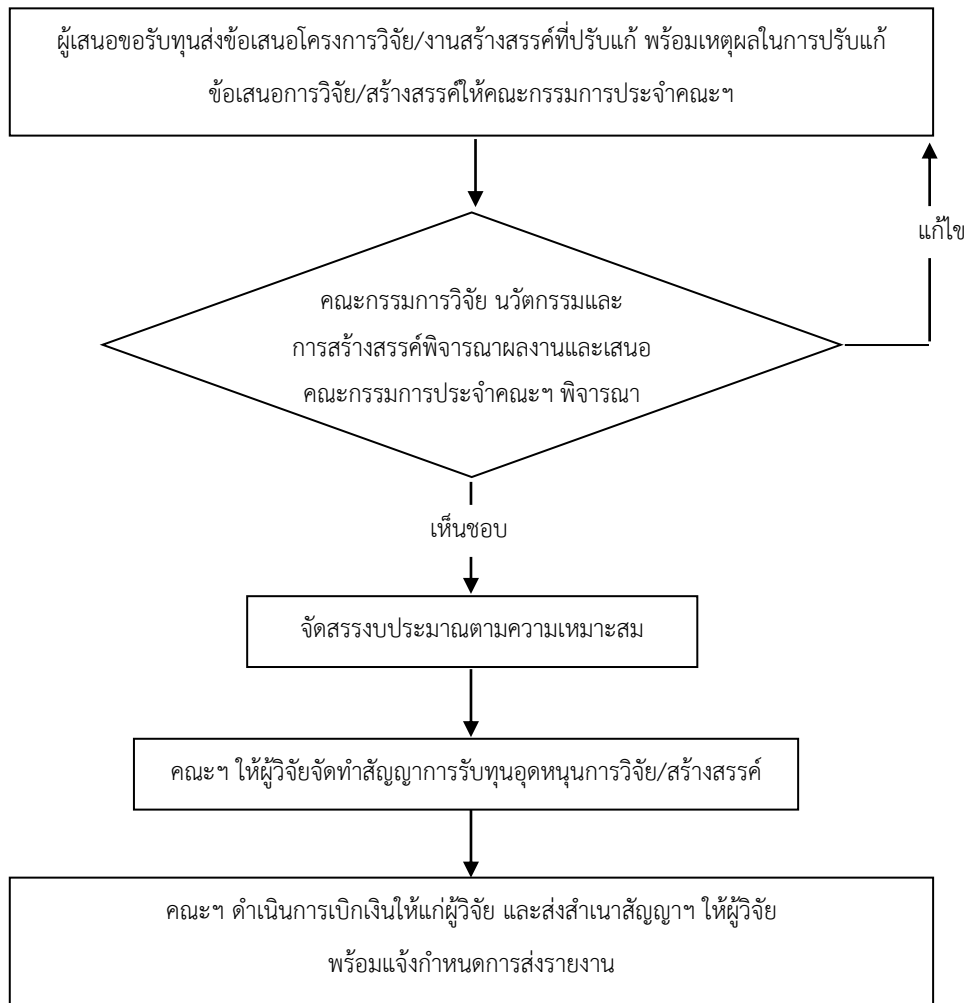 ผู้เสนอขอรับทุนส่งข้อเสนอโครงการวิจัย/งานสร้างสรรค์ที่ปรับแก้ พร้อมเหตุผลในการปรับแก้
ข้อเสนอการวิจัย/สร้างสรรค์ให้คณะกรรมการประจำคณะฯ
แก้ไข
คณะกรรมการวิจัย นวัตกรรมและ
การสร้างสรรค์พิจารณาผลงานและเสนอ
คณะกรรมการประจำคณะฯ พิจารณา
เห็นชอบ
จัดสรรงบประมาณตามความเหมาะสม
คณะฯ ให้ผู้วิจัยจัดทำสัญญาการรับทุนอุดหนุนการวิจัย/สร้างสรรค์
คณะฯ ดำเนินการเบิกเงินให้แก่ผู้วิจัย และส่งสำเนาสัญญาฯ ให้ผู้วิจัย
พร้อมแจ้งกำหนดการส่งรายงาน